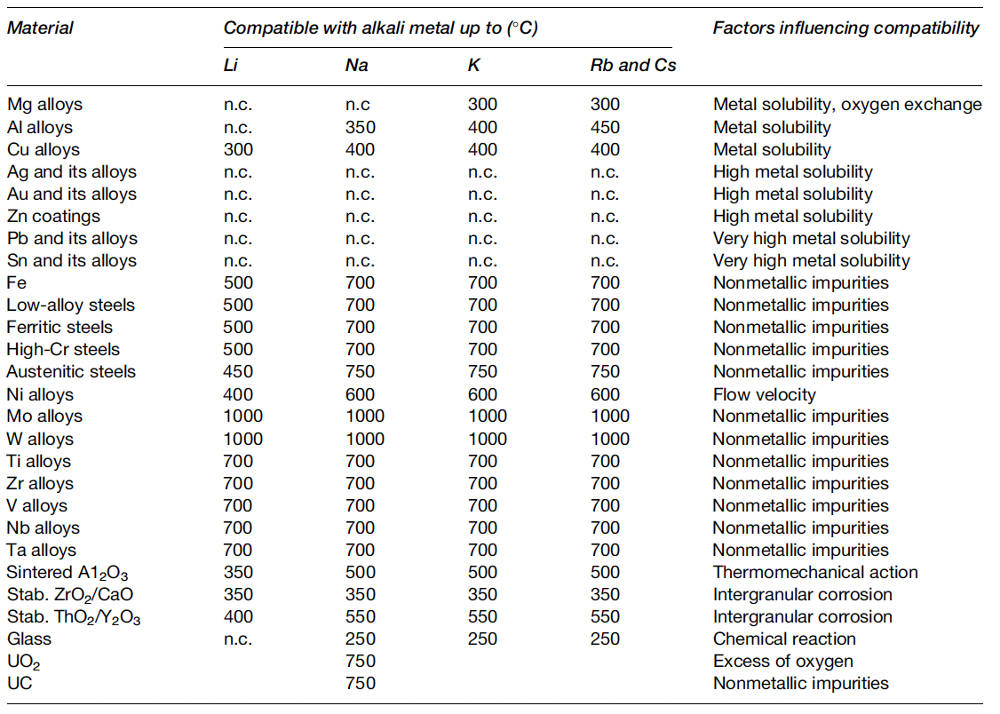 Material Compatible with alkali metal up to (°C) Factors influencing compatibility
Li Na K Rb and Cs
Mg alloys n.c. n.c 300 300 Metal solubility, oxygen exchange
Al alloys n.c. 350 400 450 Metal solubility
Cu alloys 300 400 400 400 Metal solubility
Ag and its alloys n.c. n.c. n.c. n.c. High metal solubility
Au and its alloys n.c. n.c. n.c. n.c. High metal solubility
Zn coatings n.c. n.c. n.c. n.c. High metal solubility
Pb and its alloys n.c. n.c. n.c. n.c. Very high metal solubility
Sn and its alloys n.c. n.c. n.c. n.c. Very high metal solubility
Fe 500 700 700 700 Nonmetallic impurities
Low-alloy steels 500 700 700 700 Nonmetallic impurities
Ferritic steels 500 700 700 700 Nonmetallic impurities
High-Cr steels 500 700 700 700 Nonmetallic impurities
Austenitic steels 450 750 750 750 Nonmetallic impurities
Ni alloys 400 600 600 600 Flow velocity
Mo alloys 1000 1000 1000 1000 Nonmetallic impurities
W alloys 1000 1000 1000 1000 Nonmetallic impurities
Ti alloys 700 700 700 700 Nonmetallic impurities
Zr alloys 700 700 700 700 Nonmetallic impurities
V alloys 700 700 700 700 Nonmetallic impurities
Nb alloys 700 700 700 700 Nonmetallic impurities
Ta alloys 700 700 700 700 Nonmetallic impurities
Sintered A1₂O₃ 350 500 500 500 Thermomechanical action
Stab. ZrO₂/CaO 350 350 350 350 Intergranular corrosion
Stab. ThO₂/Y₂O₃ 400 550 550 550 Intergranular corrosion
Glass n.c. 250 250 250 Chemical reaction
UO₂ 750 Excess of oxygen
UC 750 Nonmetallic impurities